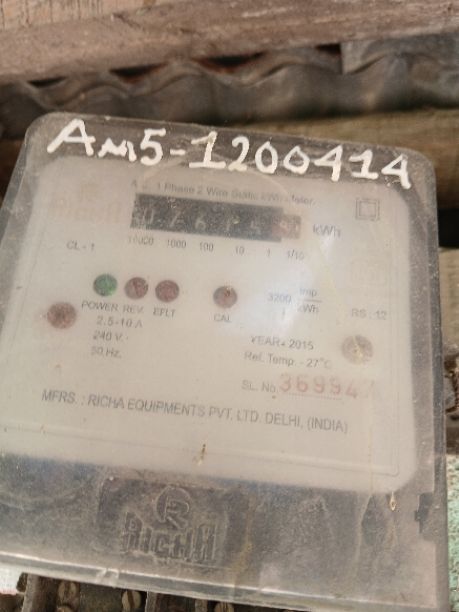 Am5-1200414
A.C. 1 Phase 2 Wire Static kWh Meter.
kWh
CL - 1
10000 1000 100 10 1 1/10
POWER REV. EFLT CAL
3200 imp
kWh
RS : 12
2.5-10 A
240 V.
50 Hz.
YEAR - 2015
Ref. Temp. - 27°C
SL. No. 36994
MFRS. : RICHA EQUIPMENTS PVT. LTD. DELHI, (INDIA)
RICHA